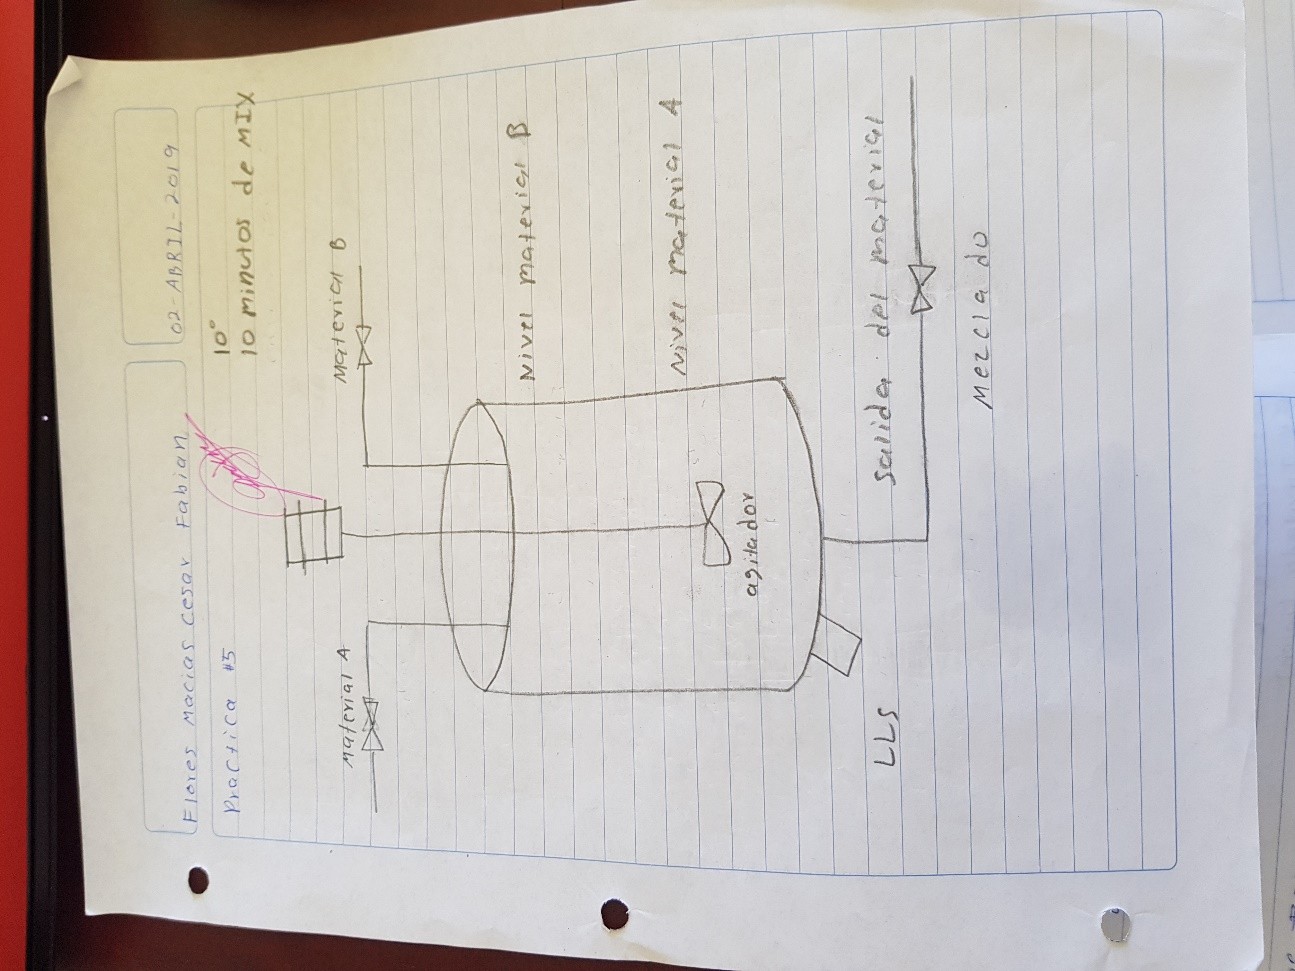 02-ABRIL-2019
Flores Macias Cesar Fabian
Practica #5
10°
10 minutos de MIX
Material A
Material B
Nivel material B
Nivel material A
agitador
Salida del material
Mezclado
LLS